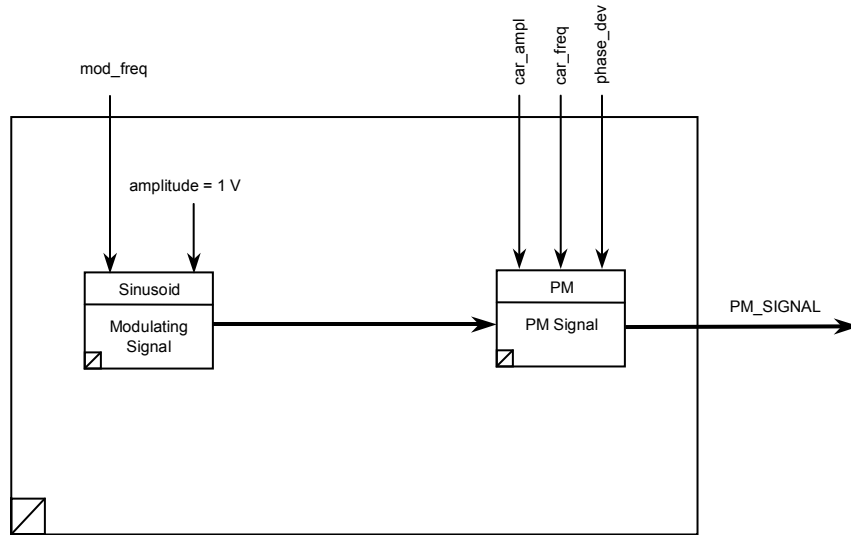 car_ampl
car_freq
phase_dev
mod_freq
amplitude = 1 V
Sinusoid
Modulating
Signal
PM
PM Signal
PM_SIGNAL